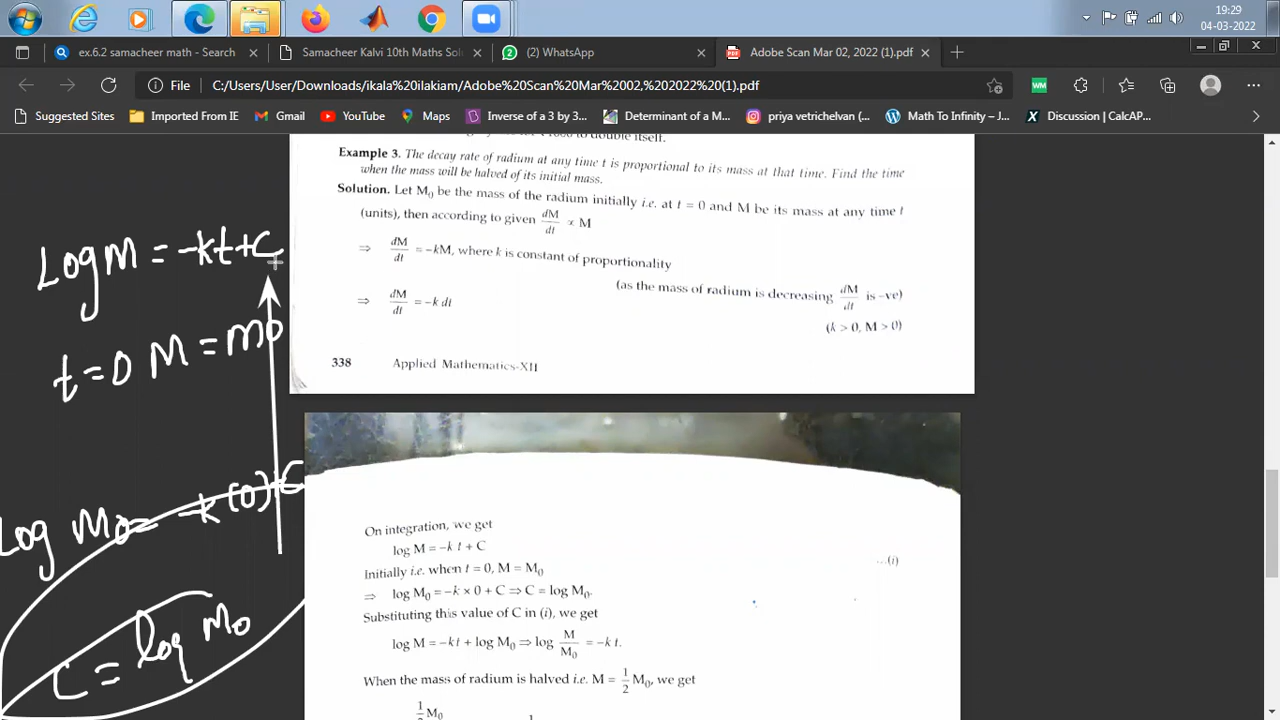 19:29
04-03-2022
ex.6.2 samacheer math - Search
Samacheer Kalvi 10th Maths Sol
(2) WhatsApp
Adobe Scan Mar 02, 2022 (1).pdf
File
C:/Users/User/Downloads/ikala%20ilakiam/Adobe%20Scan%20Mar%2002,%202022%20(1).pdf
Suggested Sites
Imported From IE
Gmail
YouTube
Maps
Inverse of a 3 by 3...
Determinant of a M...
priya vetrichelvan (...
Math To Infinity – J...
Discussion | CalcAP...
to double itself.
Example 3. The decay rate of radium at any time t is proportional to its mass at that time. Find the time
when the mass will be halved of its initial mass.
Solution. Let M₀ be the mass of the radium initially i.e. at t = 0 and M be its mass at any time t
(units), then according to given dM/dt ∝ M
⇒ dM/dt = –kM, where k is constant of proportionality
(as the mass of radium is decreasing dM/dt is –ve)
⇒ dM/dt = –k dt
(k > 0, M > 0)
338 Applied Mathematics-XII
Log M = -kt+C
t=0 M = m0
Log M0 = -k(0)+C
C = log M0
On integration, we get
log M = –k t + C
...(i)
Initially i.e. when t = 0, M = M₀
⇒ log M₀ = –k × 0 + C ⇒ C = log M₀.
Substituting this value of C in (i), we get
log M = –kt + log M₀ ⇒ log M/M₀ = –k t.
When the mass of radium is halved i.e. M = 1/2 M₀, we get
1/2 M₀
1